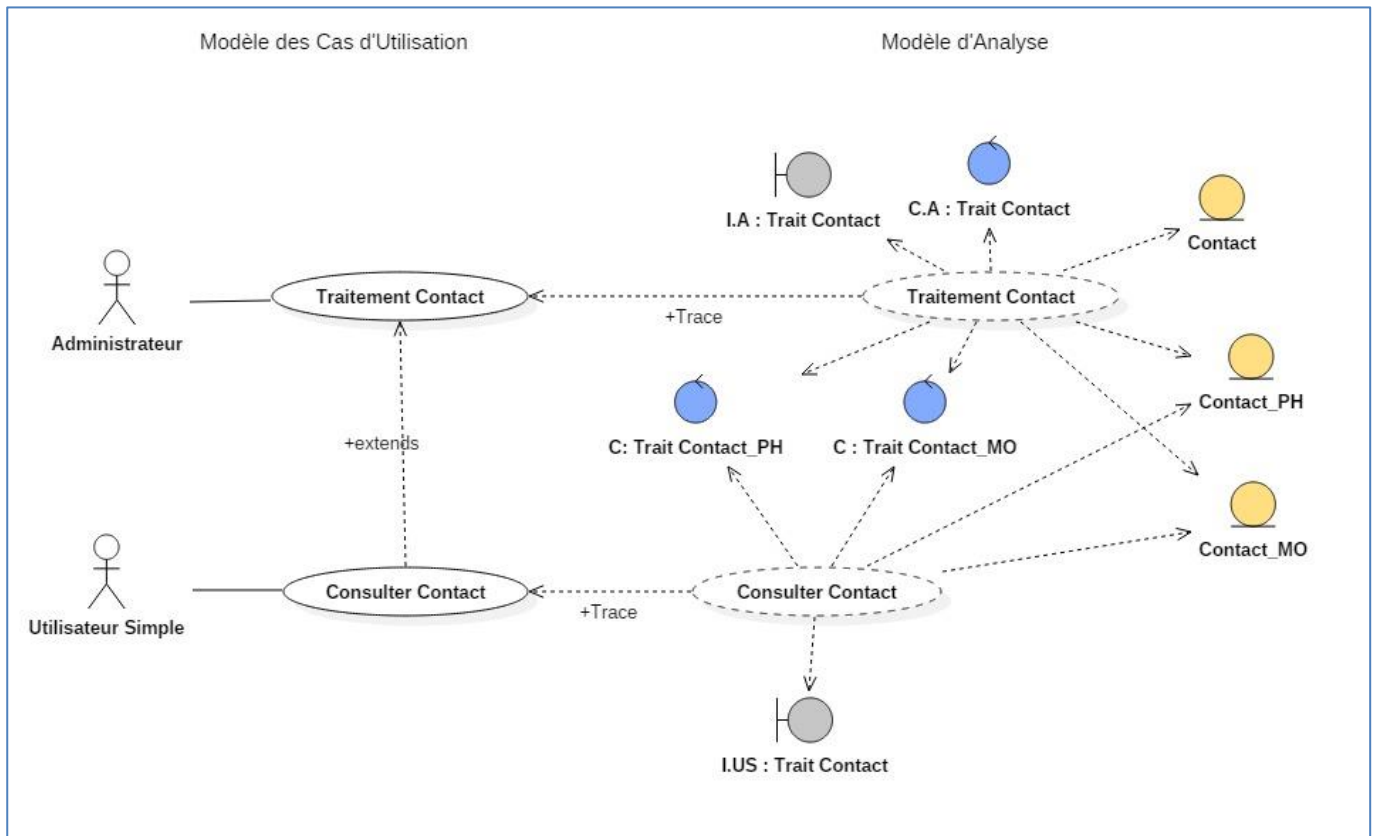 Modèle des Cas d'Utilisation
Modèle d'Analyse
I.A : Trait Contact
C.A : Trait Contact
Contact
Traitement Contact
Traitement Contact
+Trace
Administrateur
Contact_PH
+extends
C: Trait Contact_PH
C : Trait Contact_MO
Contact_MO
Consulter Contact
Consulter Contact
+Trace
Utilisateur Simple
I.US : Trait Contact